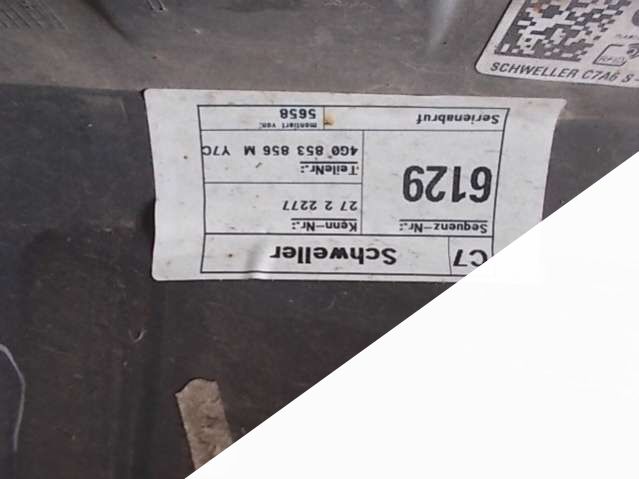 SCHWELLER C7A6 S
C7 Schweller
Sequenz-Nr.: Kenn-Nr.:
6129 27 2 2277
TeileNr.:
4G0 853 856 M Y7C
Serienabruf montiert von:
5658